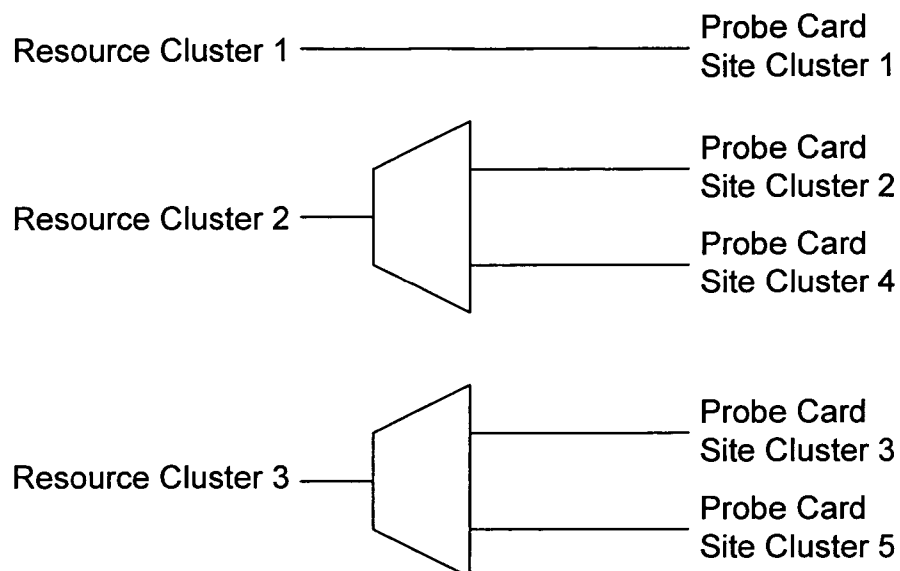 Resource Cluster 1
Probe Card
Site Cluster 1
Resource Cluster 2
Probe Card
Site Cluster 2
Probe Card
Site Cluster 4
Resource Cluster 3
Probe Card
Site Cluster 3
Probe Card
Site Cluster 5